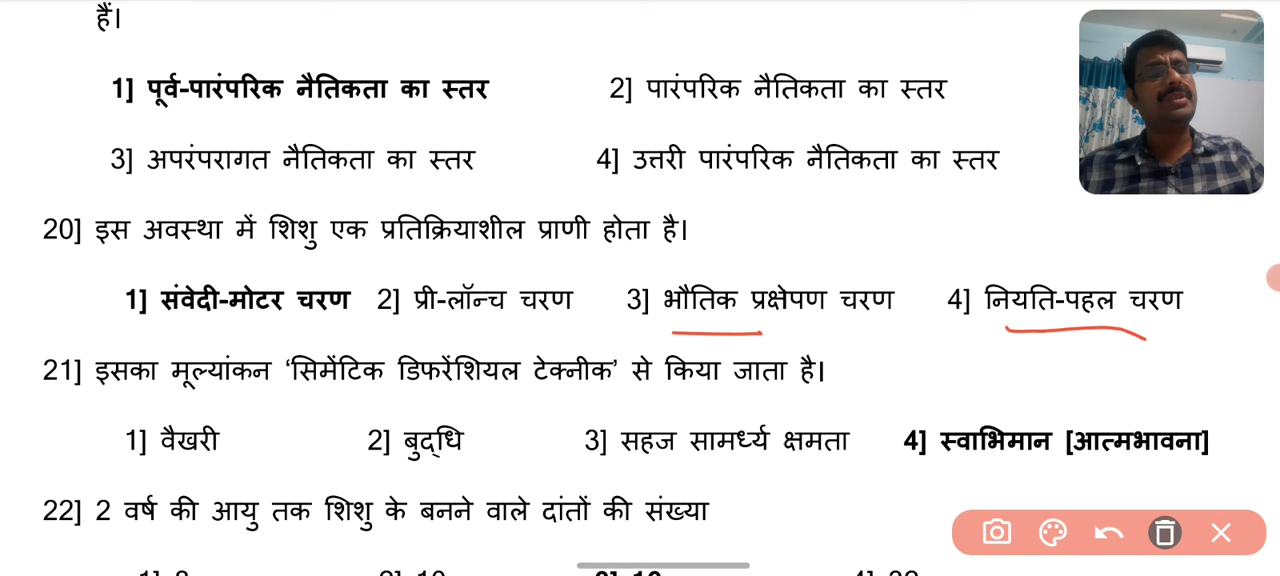 हैं।
1] पूर्व-पारंपरिक नैतिकता का स्तर 2] पारंपरिक नैतिकता का स्तर
3] अपरंपरागत नैतिकता का स्तर 4] उत्तरी पारंपरिक नैतिकता का स्तर
20] इस अवस्था में शिशु एक प्रतिक्रियाशील प्राणी होता है।
1] संवेदी-मोटर चरण 2] प्री-लॉन्च चरण 3] भौतिक प्रक्षेपण चरण 4] नियति-पहल चरण
21] इसका मूल्यांकन ‘सिमेंटिक डिफरेंशियल टेक्नीक’ से किया जाता है।
1] वैखरी 2] बुद्धि 3] सहज सामर्ध्य क्षमता 4] स्वाभिमान [आत्मभावना]
22] 2 वर्ष की आयु तक शिशु के बनने वाले दांतों की संख्या